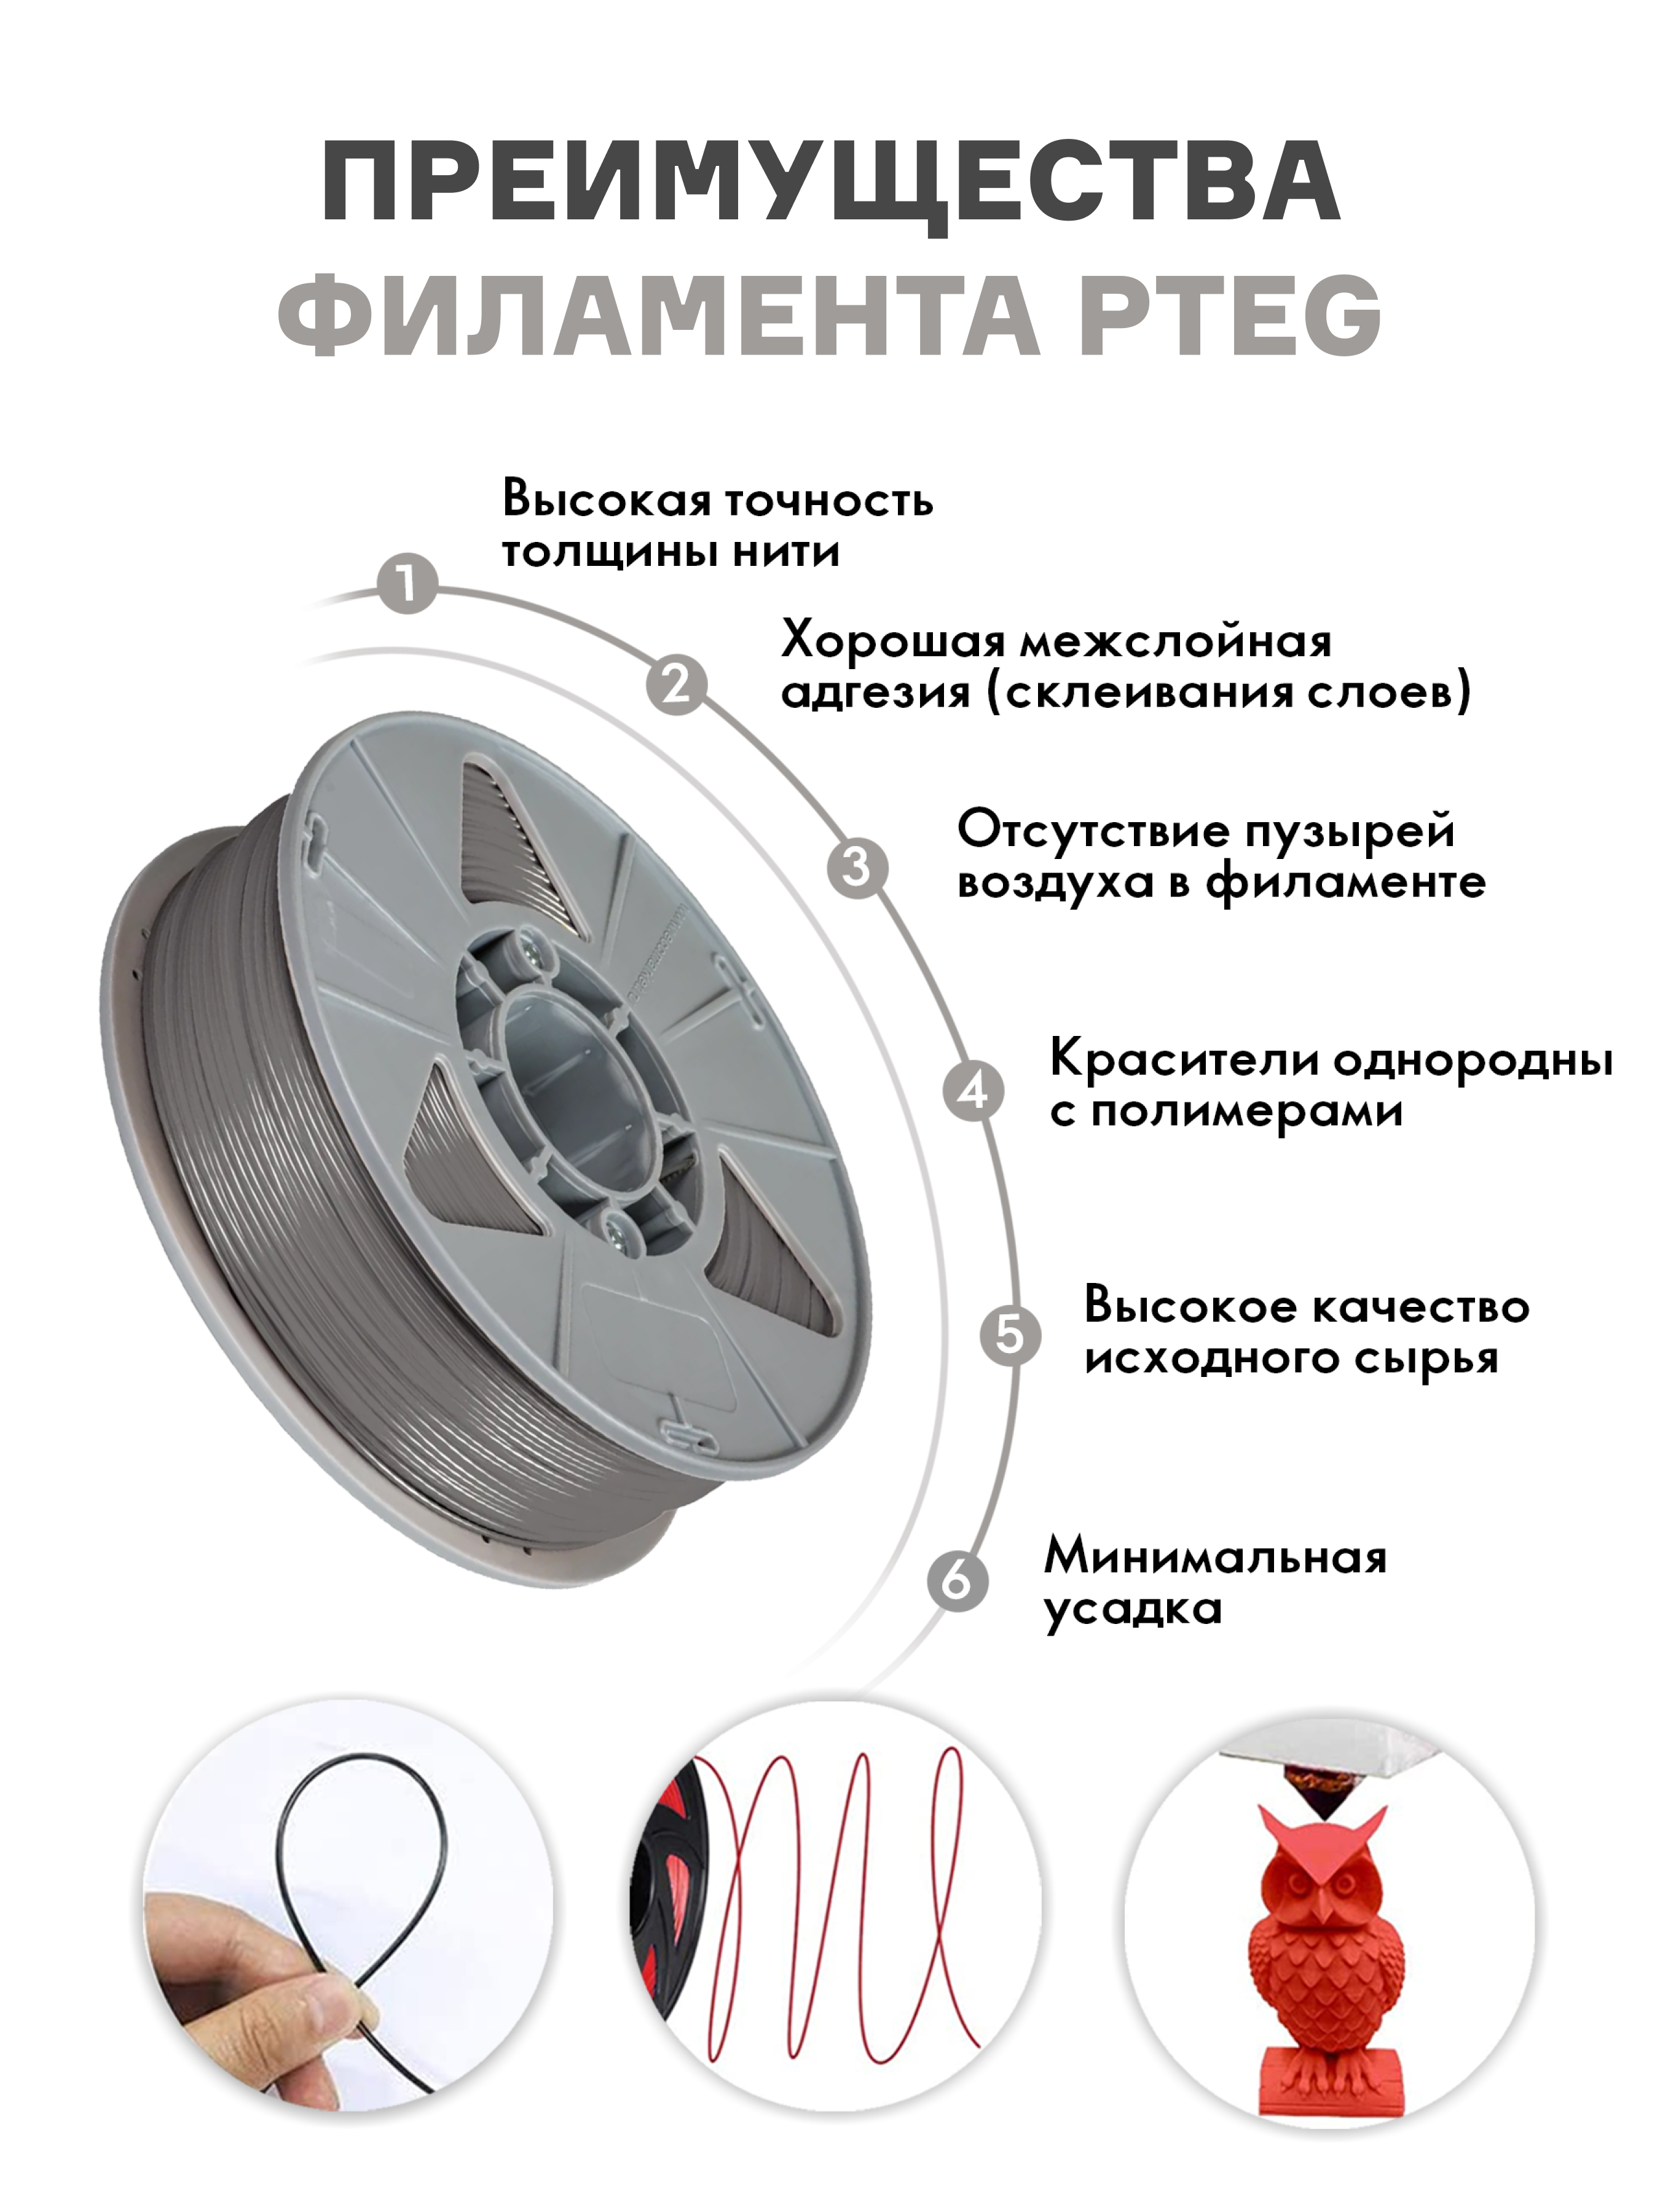 ПРЕИМУЩЕСТВА
ФИЛАМЕНТА PTEG
1
Высокая точность
толщины нити
2
Хорошая межслойная
адгезия (склеивания слоев)
3
Отсутствие пузырей
воздуха в филаменте
4
Красители однородны
с полимерами
5
Высокое качество
исходного сырья
6
Минимальная
усадка